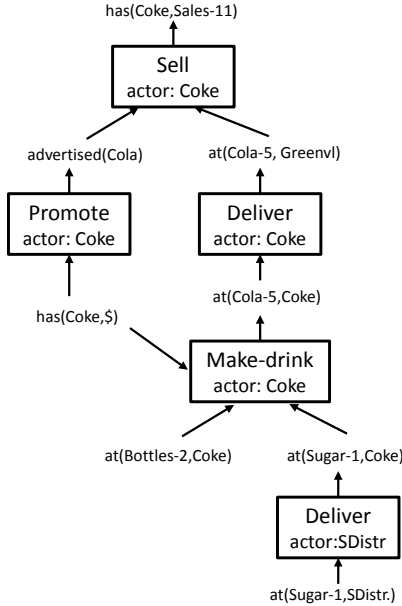 has(Coke,Sales-11)
Sell
actor: Coke
advertised(Cola)
at(Cola-5, Greenvl)
Promote
actor: Coke
Deliver
actor: Coke
has(Coke,$)
at(Cola-5,Coke)
Make-drink
actor: Coke
at(Bottles-2,Coke)
at(Sugar-1,Coke)
Deliver
actor:SDistr
at(Sugar-1,SDistr.)